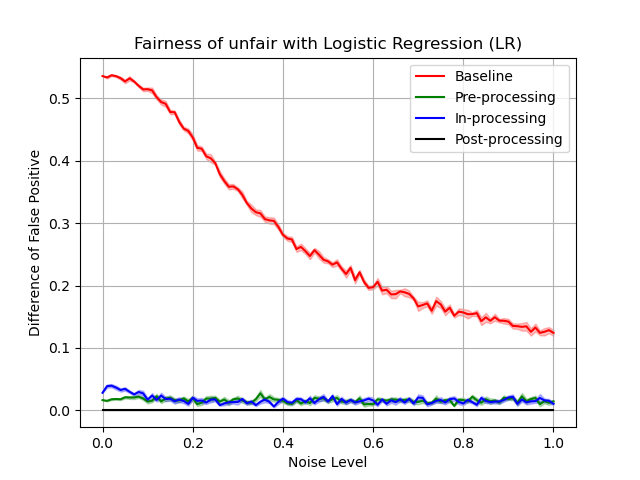 Fairness of unfair with Logistic Regression (LR)
Baseline
Pre-processing
In-processing
Post-processing
Difference of False Positive
0.5
0.4
0.3
0.2
0.1
0.0
0.0 0.2 0.4 0.6 0.8 1.0
Noise Level